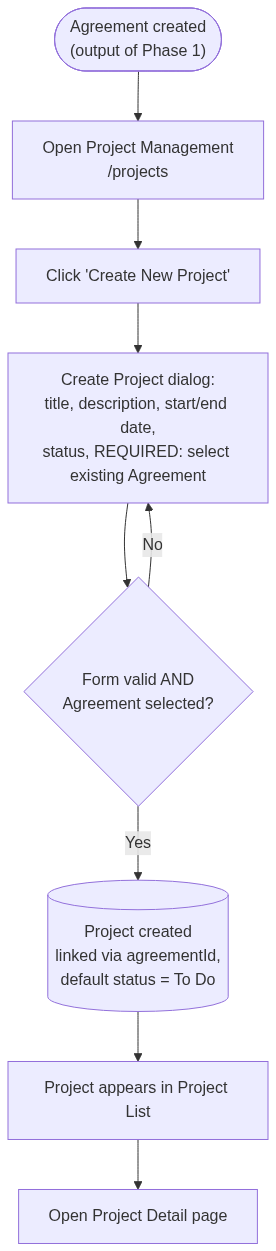 Agreement created
(output of Phase 1)
Open Project Management
/projects
Click 'Create New Project'
Create Project dialog:
title, description, start/end
date,
status, REQUIRED: select
existing Agreement
No
Form valid AND
Agreement selected?
Yes
Project created
linked via agreementId,
default status = To Do
Project appears in Project
List
Open Project Detail page